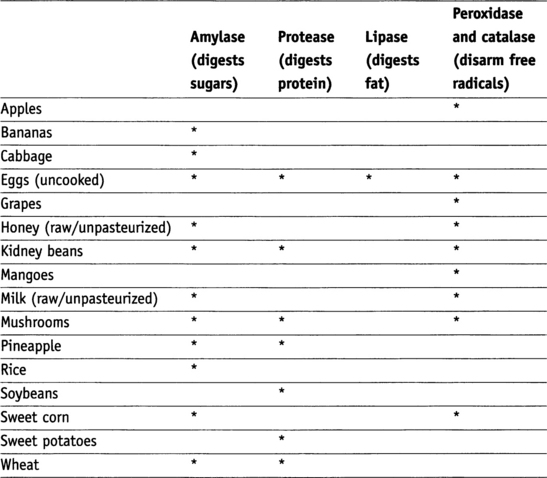 Amylase (digests sugars) Protease (digests protein) Lipase (digests fat) Peroxidase and catalase (disarm free radicals)
Apples *
Bananas *
Cabbage *
Eggs (uncooked) * * * *
Grapes *
Honey (raw/unpasteurized) * *
Kidney beans * * *
Mangoes *
Milk (raw/unpasteurized) * *
Mushrooms * * *
Pineapple * *
Rice *
Soybeans *
Sweet corn * *
Sweet potatoes *
Wheat * *